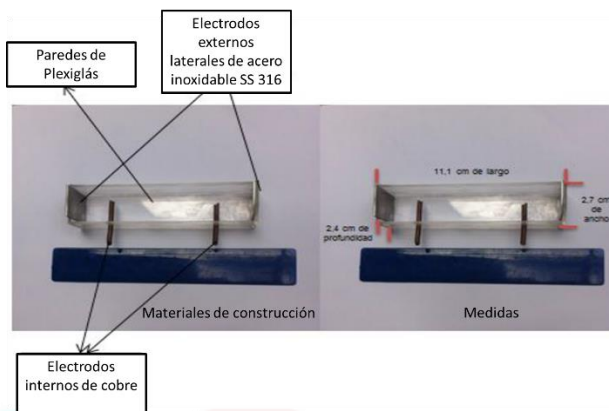 Electrodos
externos
laterales de acero
inoxidable SS 316
Paredes de
Plexiglás
11,1 cm de largo
2,7 cm
de
ancho
2,4 cm de
profundidad
Materiales de construcción
Medidas
Electrodos
internos de cobre